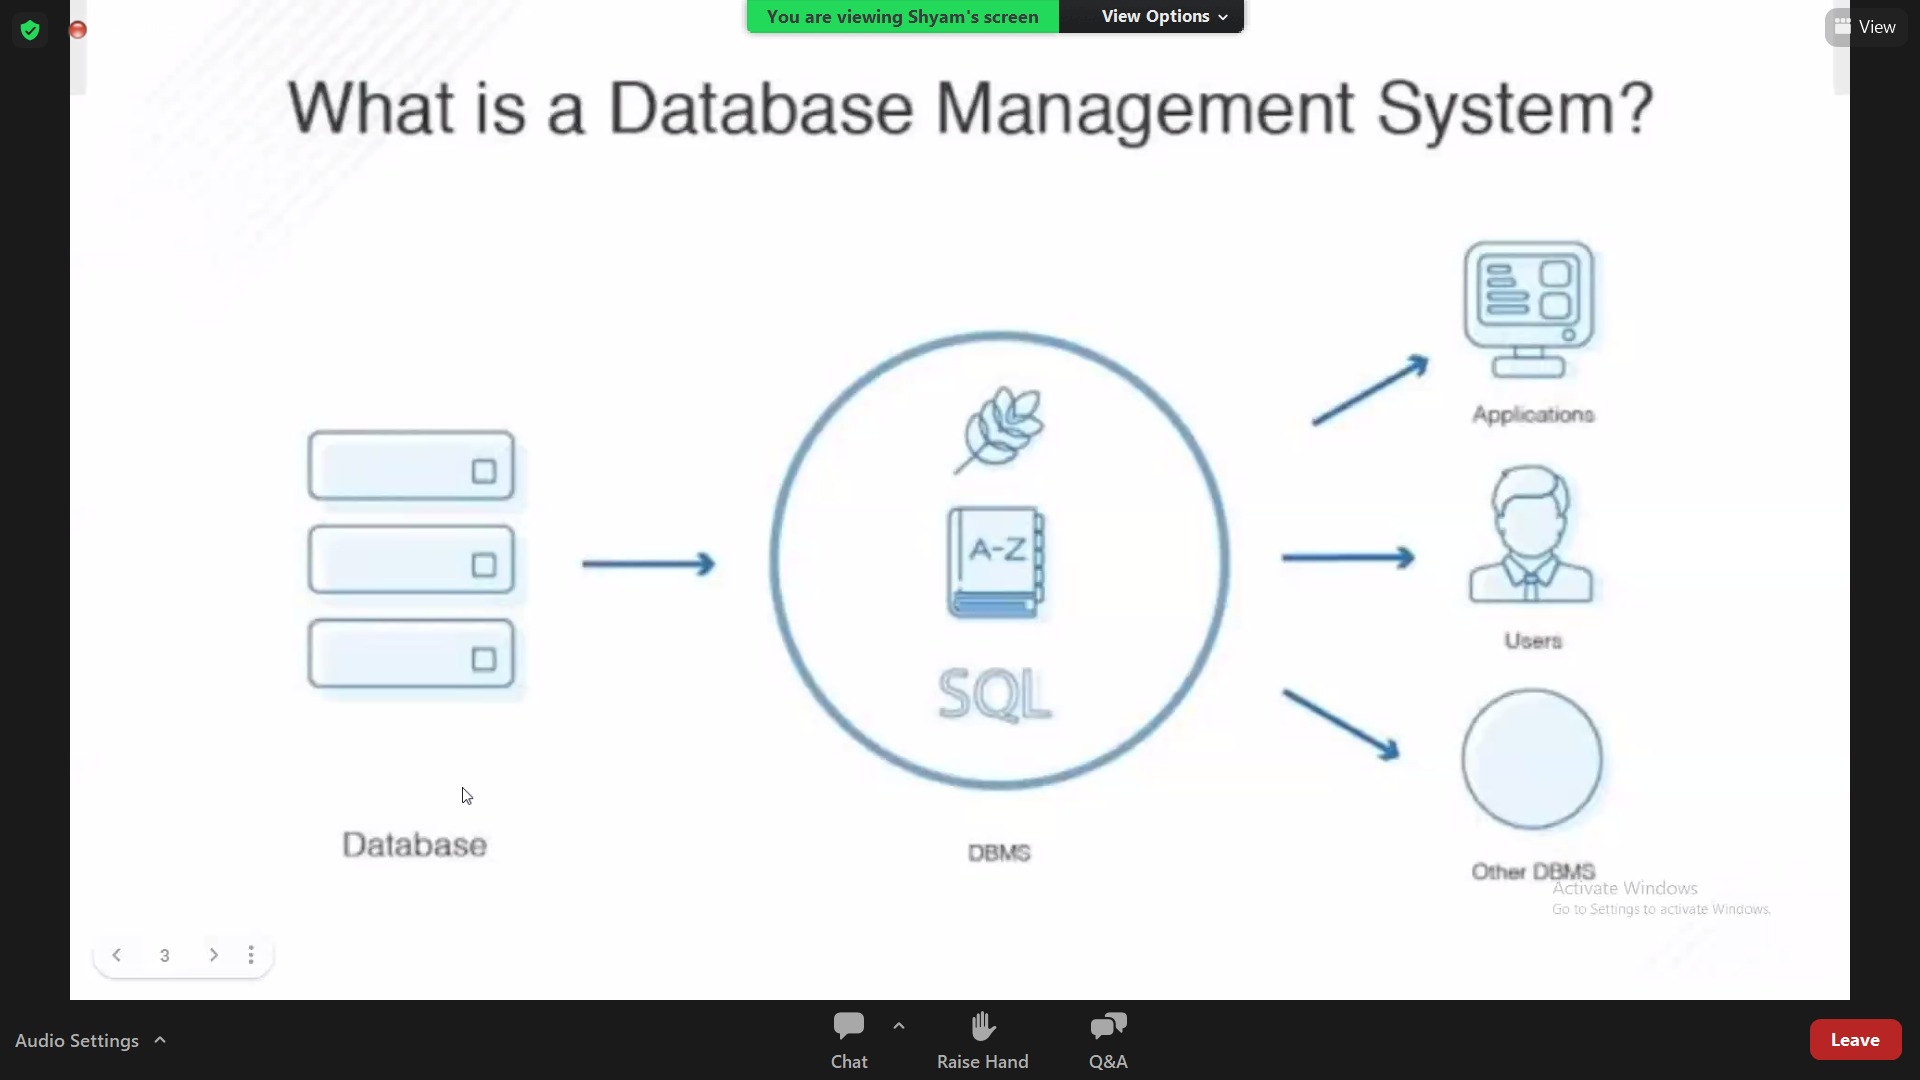 You are viewing Shyam's screen
View Options
View
What is a Database Management System?
Applications
A-Z
Users
SQL
Database
DBMS
Other DBMS
Activate Windows
Go to Settings to activate Windows.
3
Audio Settings
Chat
Raise Hand
Q&A
Leave